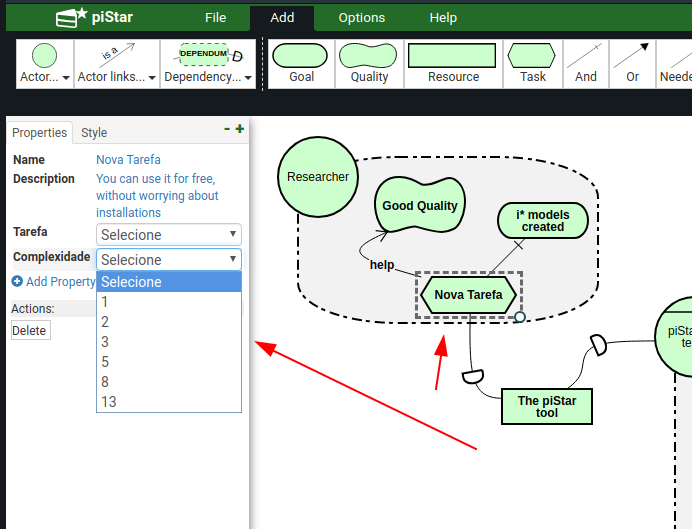 piStar File Add Options Help
DEPENDUM D
is a
Actor... Actor links... Dependency... Goal Quality Resource Task And Or
Properties Style - +
Name Nova Tarefa
Description You can use it for free,
without worrying about
installations
Tarefa Selecione
Complexidade Selecione
Add Property
Selecione
1
2
3
5
8
13
Actions:
Delete
Researcher
Good Quality
i* models
created
help
Nova Tarefa
The piStar
tool